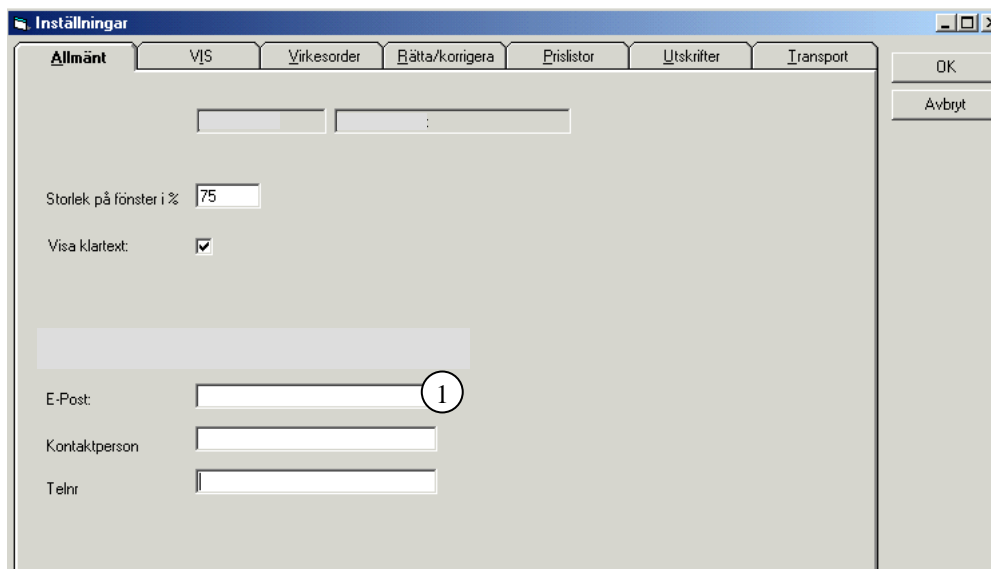 Inställningar
Allmänt VIS Virkesorder Rätta/korrigera Prislistor Utskrifter Transport
OK
Avbryt
:
Storlek på fönster i % 75
Visa klartext:
E-Post: 1
Kontaktperson
Telnr